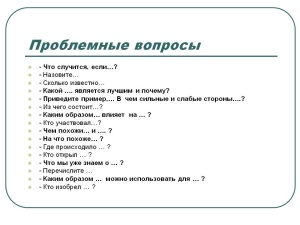 Проблемные вопросы
- Что случится, если…?
- Назовите…
- Сколько известно…
- Какой …. является лучшим и почему?
- Приведите пример…. В чем сильные и слабые стороны….?
- Из чего состоит…?
- Каким образом… влияет на … ?
- Кто участвовал…?
- Чем похожи… и …. ?
- На что похоже… ?
- Где происходило … ?
- Кто открыл … ?
- Что мы уже знаем о … ?
- Перечислите …
- Каким образом … можно использовать для … ?
- Кто изобрел … ?